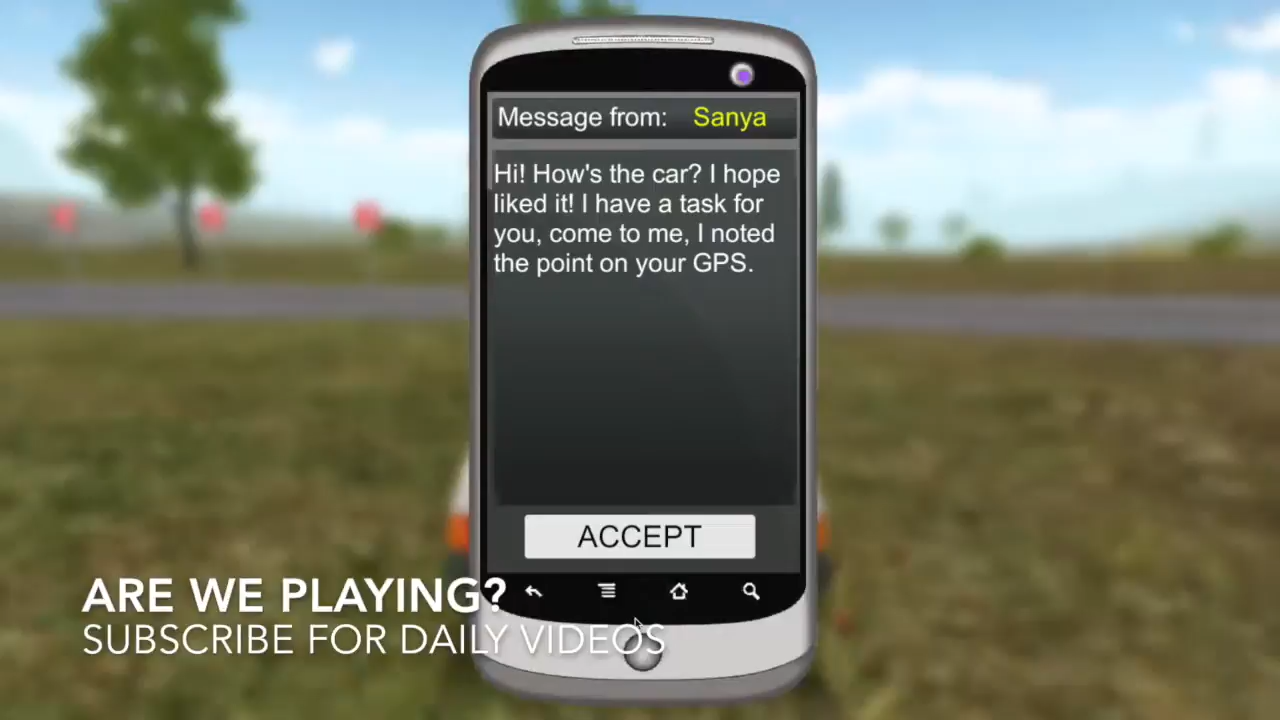 Message from: Sanya
Hi! How's the car? I hope
liked it! I have a task for
you, come to me, I noted
the point on your GPS.
ACCEPT
ARE WE PLAYING?
SUBSCRIBE FOR DAILY VIDEOS